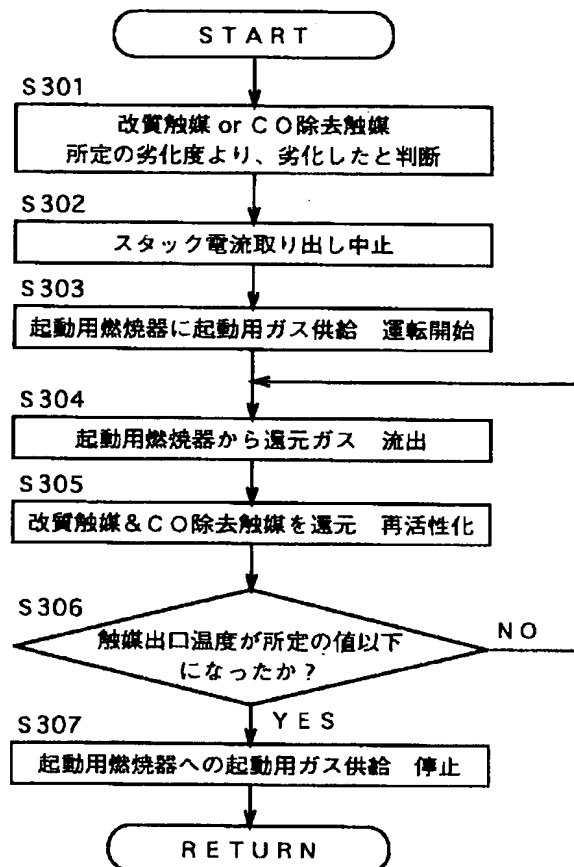 START
S301
改質触媒 or CO除去触媒
所定の劣化度より、劣化したと判断
S302
スタック電流取り出し中止
S303
起動用燃焼器に起動用ガス供給 運転開始
S304
起動用燃焼器から還元ガス 流出
S305
改質触媒&CO除去触媒を還元 再活性化
S306
触媒出口温度が所定の値以下
になったか?
NO
YES
S307
起動用燃焼器への起動用ガス供給 停止
RETURN